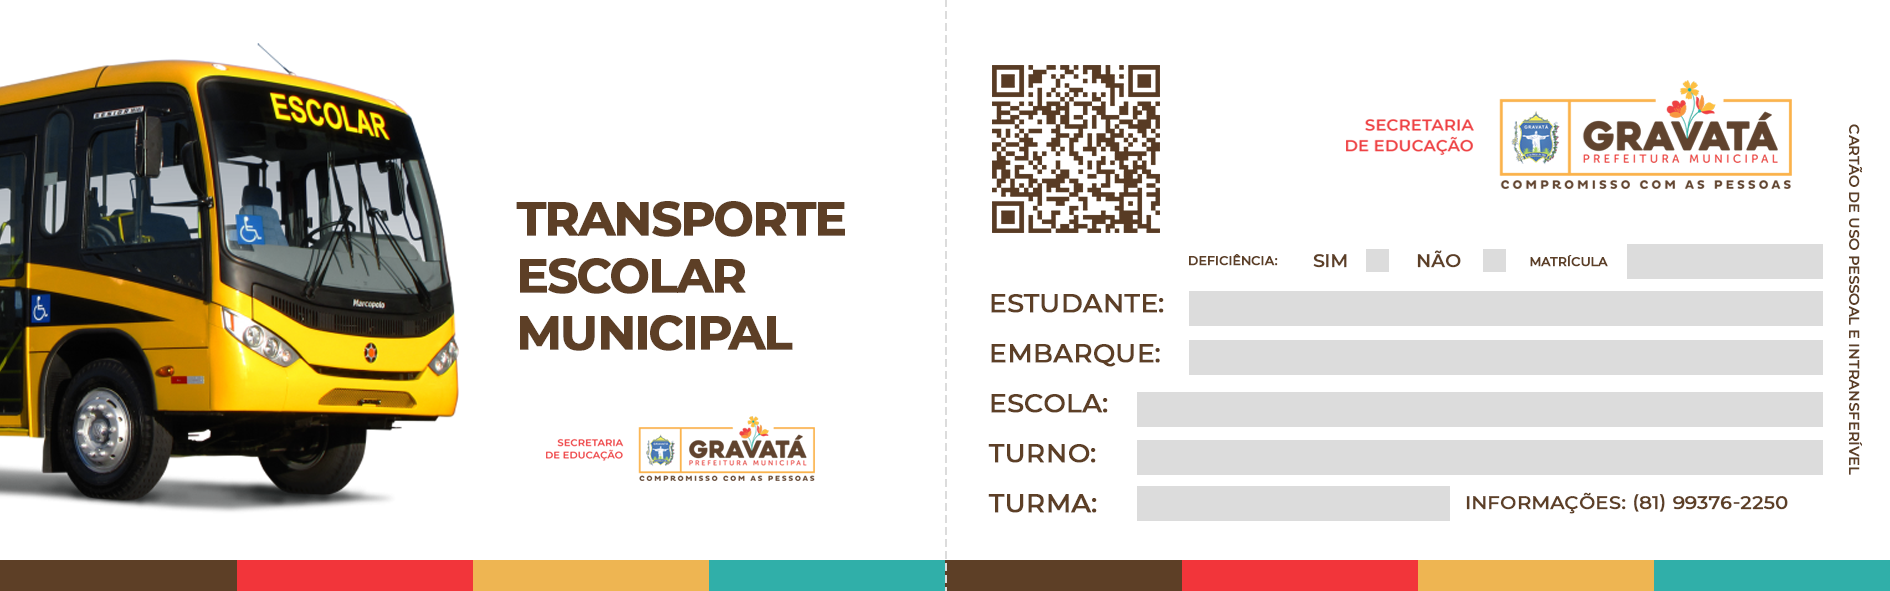 ESCOLAR
Marcopolo
TRANSPORTE
ESCOLAR
MUNICIPAL
SECRETARIA
DE EDUCAÇÃO
GRAVATÁ
PREFEITURA MUNICIPAL
COMPROMISSO COM AS PESSOAS
SECRETARIA
DE EDUCAÇÃO
GRAVATÁ
GRAVATÁ
PREFEITURA MUNICIPAL
COMPROMISSO COM AS PESSOAS
DEFICIÊNCIA: SIM NÃO MATRÍCULA
ESTUDANTE:
EMBARQUE:
ESCOLA:
TURNO:
TURMA: INFORMAÇÕES: (81) 99376-2250
CARTÃO DE USO PESSOAL E INTRANSFERÍVEL